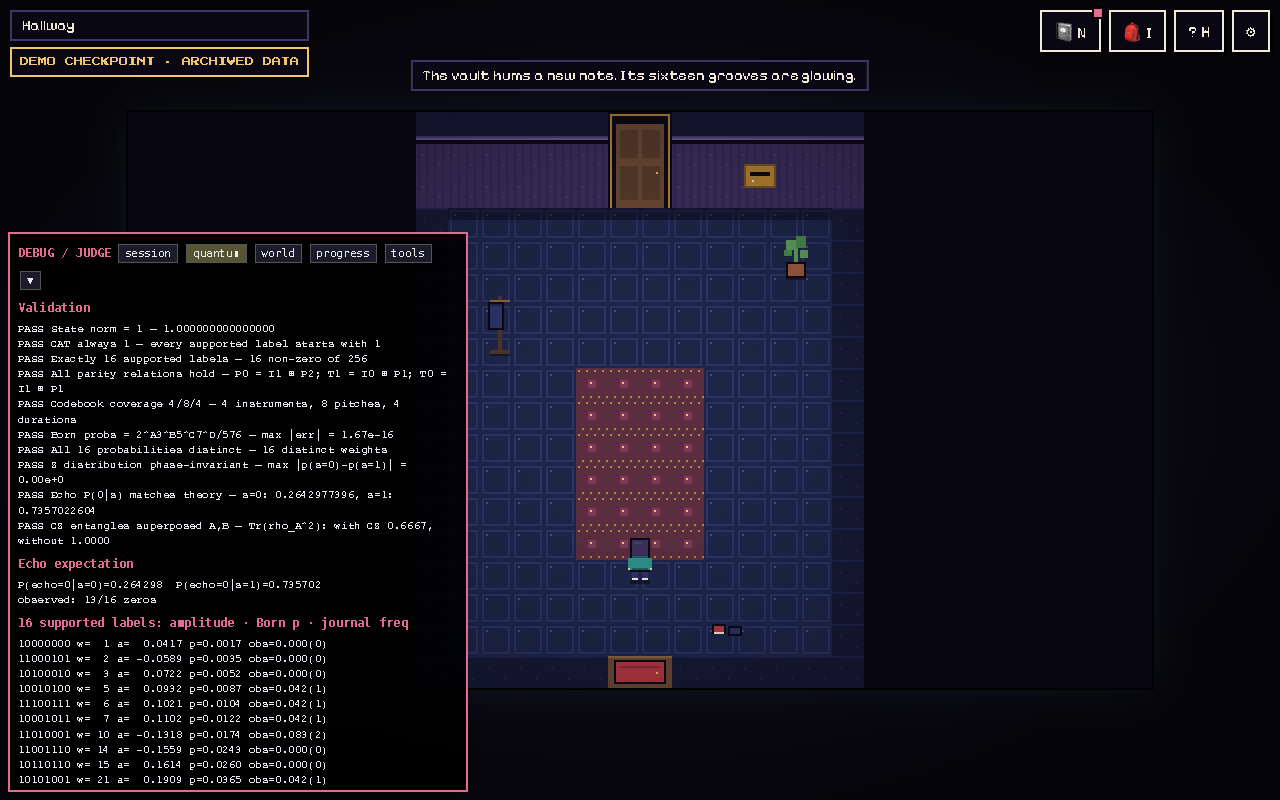 Hallway
N
I
? H
DEMO CHECKPOINT · ARCHIVED DATA
The vault hums a new note. Its sixteen grooves are glowing.
DEBUG / JUDGE session quantum world progress tools
▼
Validation
PASS State norm = 1 — 1.000000000000000
PASS CAT always 1 — every supported label starts with 1
PASS Exactly 16 supported labels — 16 non-zero of 256
PASS All parity relations hold — P0 = I1 ⊕ P2; T1 = I0 ⊕ P1; T0 =
I1 ⊕ P1
PASS Codebook coverage 4/8/4 — 4 instruments, 8 pitches, 4
durations
PASS Born probs = 2^A3^B5^C7^D/576 — max |err| = 1.67e-16
PASS All 16 probabilities distinct — 16 distinct weights
PASS Z distribution phase-invariant — max |p(a=0)-p(a=1)| =
0.00e+0
PASS Echo P(0|a) matches theory — a=0: 0.2642977396, a=1:
0.7357022604
PASS CZ entangles superposed A,B — Tr(rho_A^2): with CZ 0.6667,
without 1.0000
Echo expectation
P(echo=0|a=0)=0.264298 P(echo=0|a=1)=0.735702
observed: 13/16 zeros
16 supported labels: amplitude · Born p · journal freq
10000000 w= 1 a= 0.0417 p=0.0017 obs=0.000(0)
11000101 w= 2 a= -0.0589 p=0.0035 obs=0.000(0)
10100010 w= 3 a= 0.0722 p=0.0052 obs=0.000(0)
10010100 w= 5 a= 0.0932 p=0.0087 obs=0.042(1)
11100111 w= 6 a= 0.1021 p=0.0104 obs=0.042(1)
10001011 w= 7 a= 0.1102 p=0.0122 obs=0.042(1)
11010001 w= 10 a= -0.1318 p=0.0174 obs=0.083(2)
11001110 w= 14 a= -0.1559 p=0.0243 obs=0.000(0)
10110110 w= 15 a= 0.1614 p=0.0260 obs=0.000(0)
10101001 w= 21 a= 0.1909 p=0.0365 obs=0.042(1)